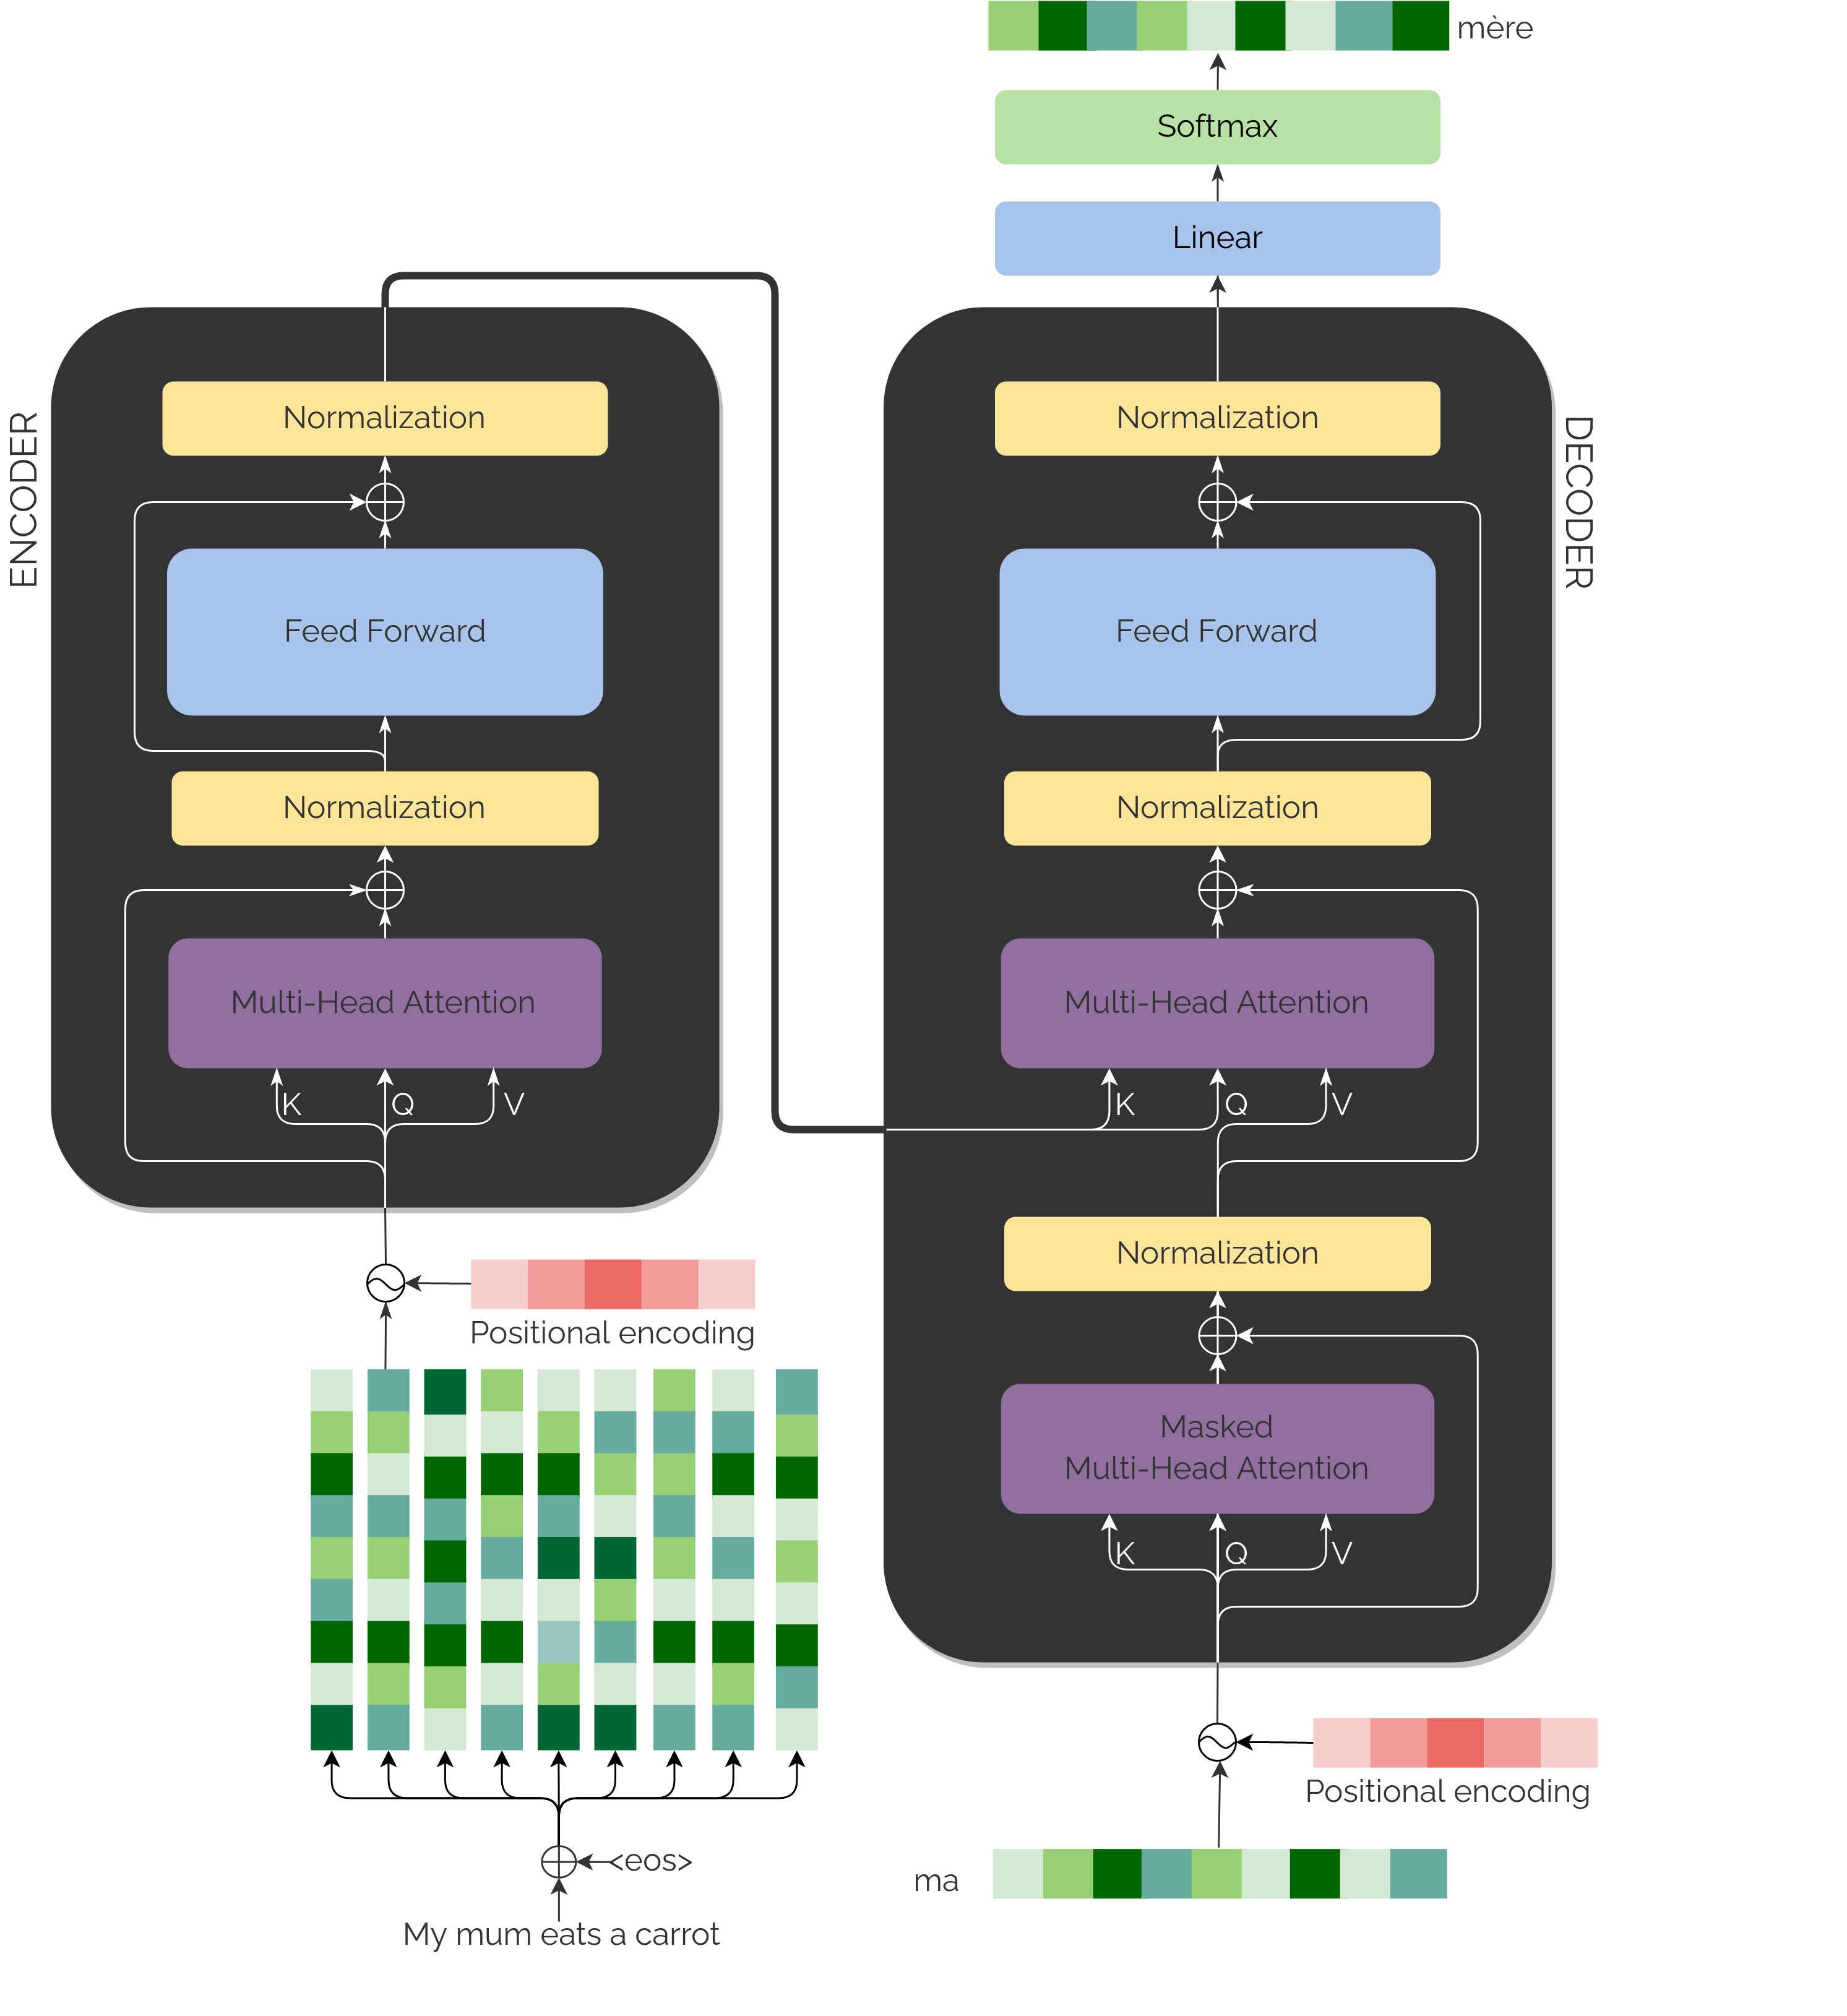 mère
Softmax
Linear
ENCODER
Normalization
Feed Forward
Normalization
Multi-Head Attention
K Q V
Positional encoding
<eos>
My mum eats a carrot
DECODER
Normalization
Feed Forward
Normalization
Multi-Head Attention
K Q V
Normalization
Masked
Multi-Head Attention
K Q V
Positional encoding
ma